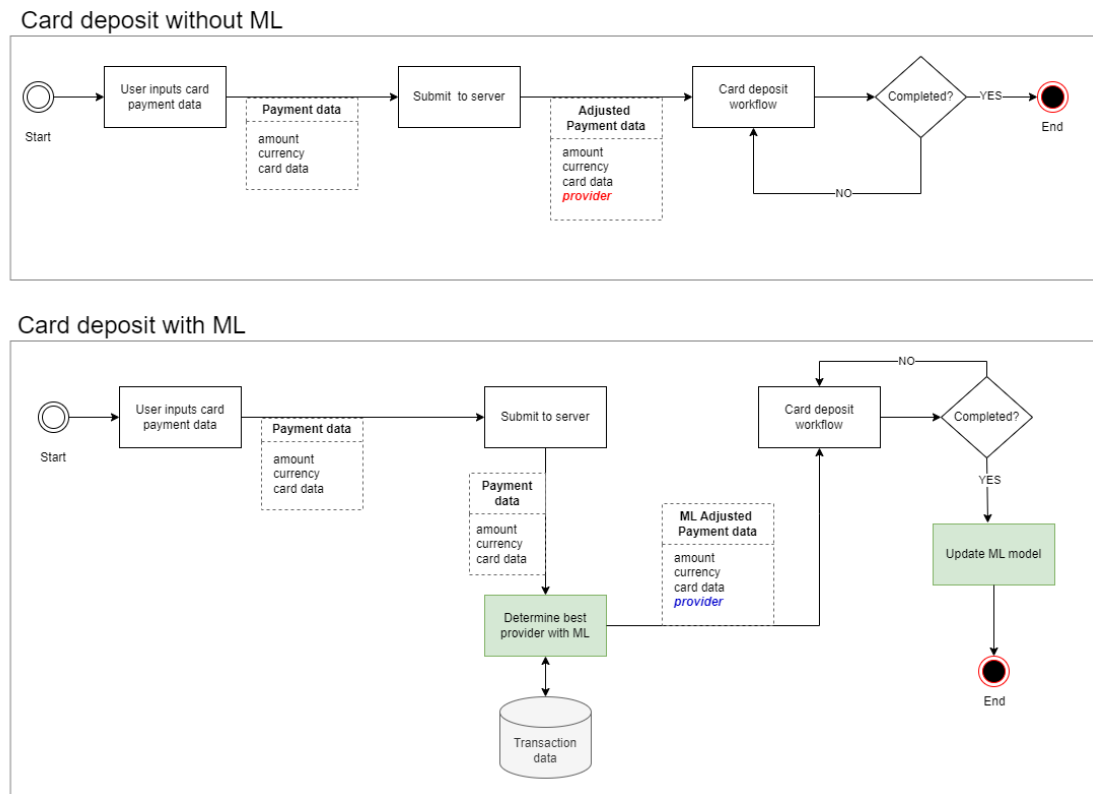 Card deposit without ML
Start
User inputs card
payment data
Payment data
amount
currency
card data
Submit to server
Adjusted
Payment data
amount
currency
card data
provider
Card deposit
workflow
Completed?
YES
NO
End
Card deposit with ML
Start
User inputs card
payment data
Payment data
amount
currency
card data
Submit to server
Payment
data
amount
currency
card data
Determine best
provider with ML
Transaction
data
ML Adjusted
Payment data
amount
currency
card data
provider
Card deposit
workflow
NO
Completed?
YES
Update ML model
End